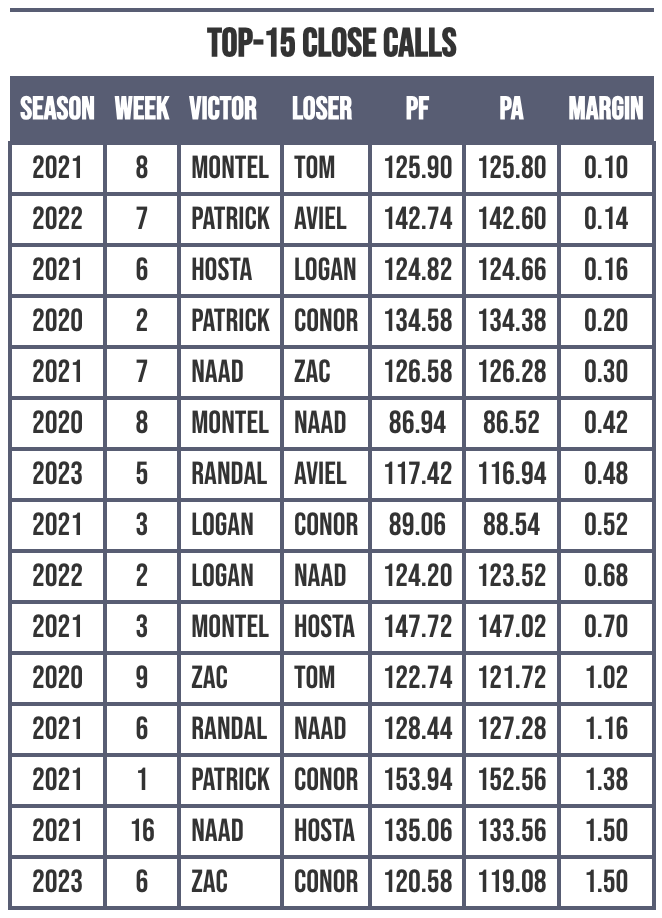 TOP-15 CLOSE CALLS
SEASON WEEK VICTOR LOSER PF PA MARGIN
2021 8 MONTEL TOM 125.90 125.80 0.10
2022 7 PATRICK AVIEL 142.74 142.60 0.14
2021 6 HOSTA LOGAN 124.82 124.66 0.16
2020 2 PATRICK CONOR 134.58 134.38 0.20
2021 7 NAAD ZAC 126.58 126.28 0.30
2020 8 MONTEL NAAD 86.94 86.52 0.42
2023 5 RANDAL AVIEL 117.42 116.94 0.48
2021 3 LOGAN CONOR 89.06 88.54 0.52
2022 2 LOGAN NAAD 124.20 123.52 0.68
2021 3 MONTEL HOSTA 147.72 147.02 0.70
2020 9 ZAC TOM 122.74 121.72 1.02
2021 6 RANDAL NAAD 128.44 127.28 1.16
2021 1 PATRICK CONOR 153.94 152.56 1.38
2021 16 NAAD HOSTA 135.06 133.56 1.50
2023 6 ZAC CONOR 120.58 119.08 1.50